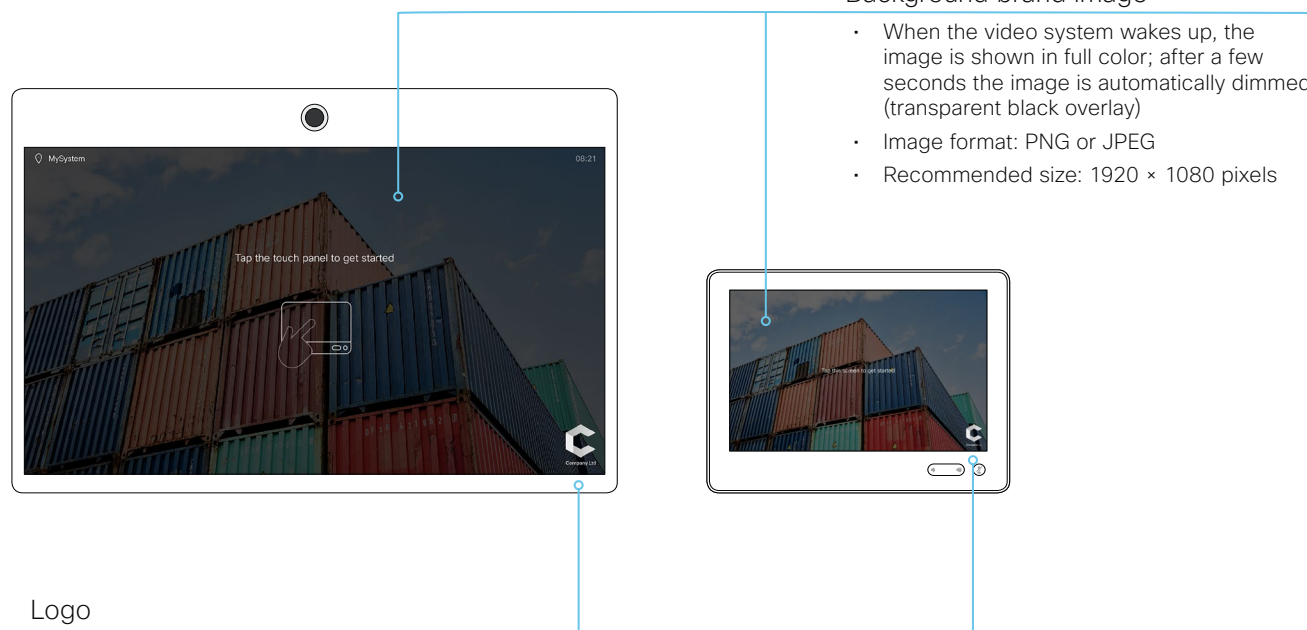 Background brand image
• When the video system wakes up, the
image is shown in full color; after a few
seconds the image is automatically dimmed
(transparent black overlay)
• Image format: PNG or JPEG
• Recommended size: 1920 × 1080 pixels
MySystem
08:21
Tap the touch panel to get started
Company Ltd
Tap the screen to get started
Logo